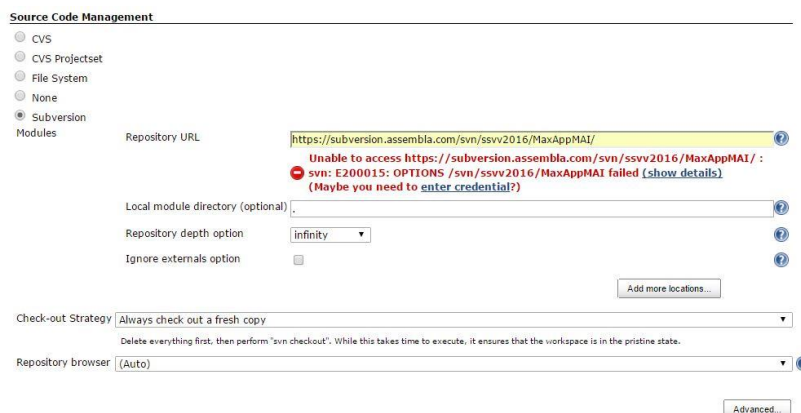 Source Code Management
CVS
CVS Projectset
File System
None
Subversion
Modules
Repository URL
https://subversion.assembla.com/svn/ssvv2016/MaxAppMAI/
Unable to access https://subversion.assembla.com/svn/ssvv2016/MaxAppMAI/ :
svn: E200015: OPTIONS /svn/ssvv2016/MaxAppMAI failed (show details)
(Maybe you need to enter credential?)
Local module directory (optional) .
Repository depth option infinity
Ignore externals option
Add more locations...
Check-out Strategy Always check out a fresh copy
Delete everything first, then perform "svn checkout". While this takes time to execute, it ensures that the workspace is in the pristine state.
Repository browser (Auto)
Advanced...